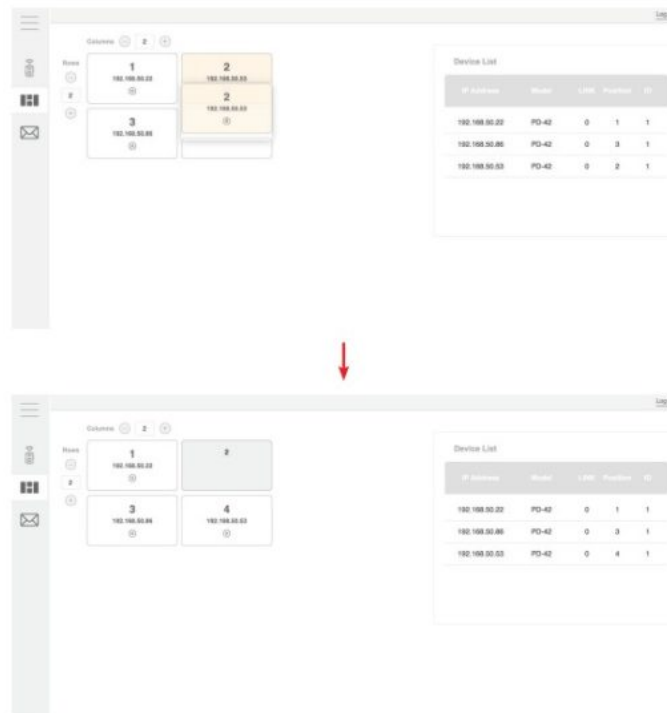 Log
Columns 2
Rows
2
1
192.168.50.22
2
192.168.50.53
2
192.168.50.53
3
192.168.50.86
Device List
IP Address Model LINK Position ID
192.168.50.22 PD-42 0 1 1
192.168.50.86 PD-42 0 3 1
192.168.50.53 PD-42 0 2 1
Log
Columns 2
Rows
2
1
192.168.50.22
2
3
192.168.50.86
4
192.168.50.53
Device List
IP Address Model LINK Position ID
192.168.50.22 PD-42 0 1 1
192.168.50.86 PD-42 0 3 1
192.168.50.53 PD-42 0 4 1